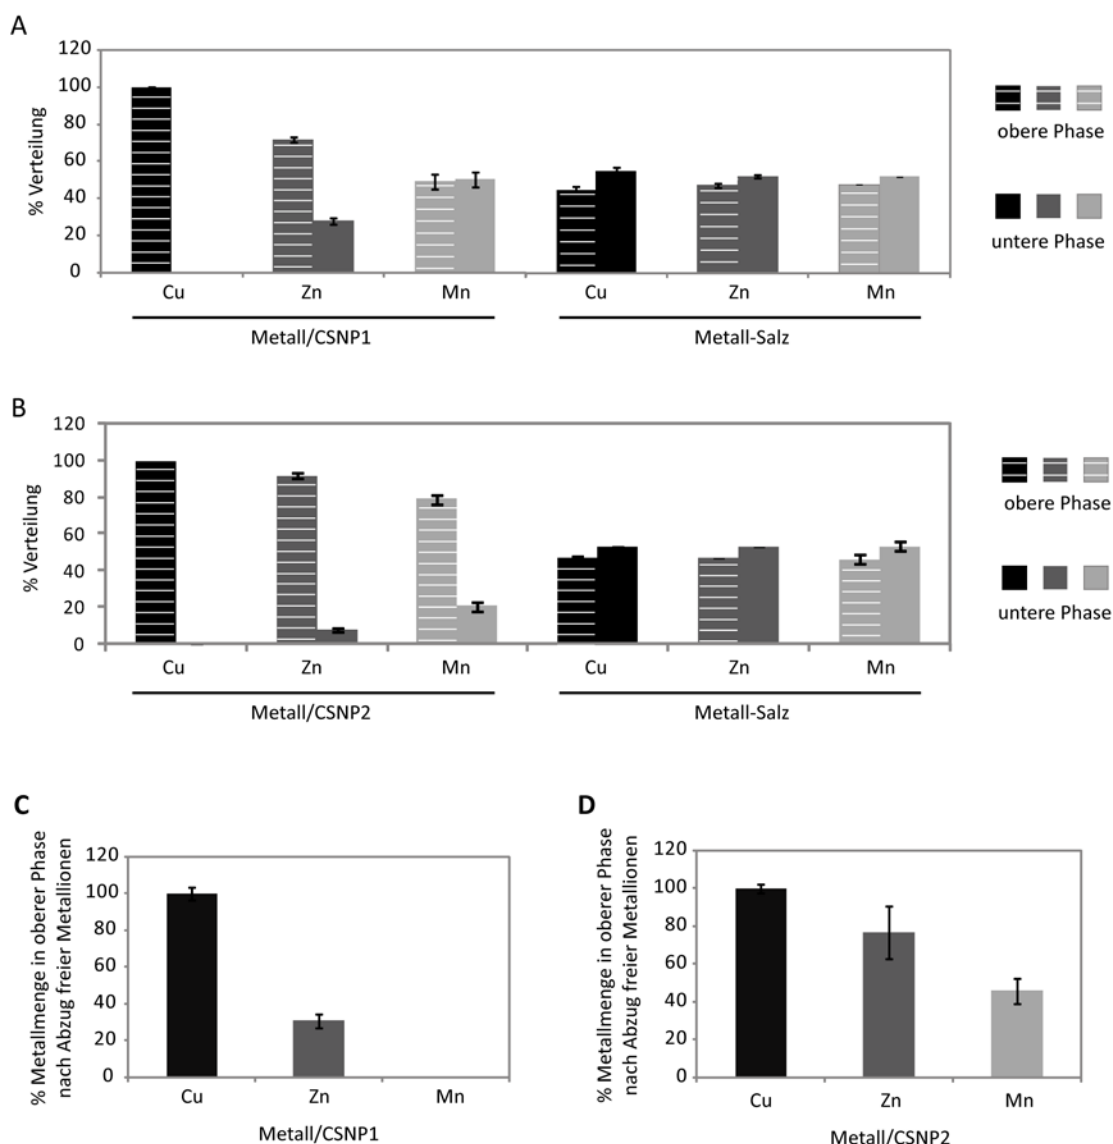 A
% Verteilung
120
100
80
60
40
20
0
Cu
Zn
Mn
Cu
Zn
Mn
Metall/CSNP1
Metall-Salz
obere Phase
untere Phase
B
% Verteilung
120
100
80
60
40
20
0
Cu
Zn
Mn
Cu
Zn
Mn
Metall/CSNP2
Metall-Salz
obere Phase
untere Phase
C
% Metallmenge in oberer Phase
nach Abzug freier Metallionen
120
100
80
60
40
20
0
Cu
Zn
Mn
Metall/CSNP1
D
% Metallmenge in oberer Phase
nach Abzug freier Metallionen
120
100
80
60
40
20
0
Cu
Zn
Mn
Metall/CSNP2